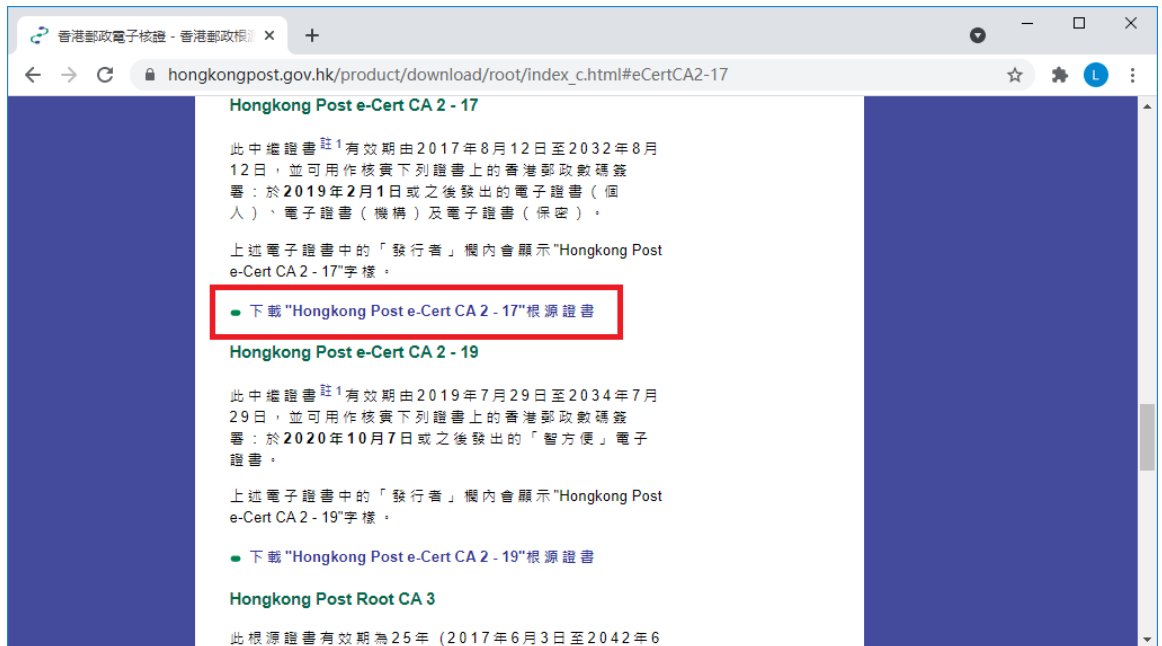 香港郵政電子核證 - 香港郵政根源
hongkongpost.gov.hk/product/download/root/index_c.html#eCertCA2-17
L
Hongkong Post e-Cert CA 2 - 17
此中繼證書註1有效期由2017年8月12日至2032年8月
12日，並可用作核實下列證書上的香港郵政數碼簽
署：於2019年2月1日或之後發出的電子證書（個
人）、電子證書（機構）及電子證書（保密）。
上述電子證書中的「發行者」欄內會顯示"Hongkong Post
e-Cert CA 2 - 17"字樣。
下載"Hongkong Post e-Cert CA 2 - 17"根源證書
Hongkong Post e-Cert CA 2 - 19
此中繼證書註1有效期由2019年7月29日至2034年7月
29日，並可用作核實下列證書上的香港郵政數碼簽
署：於2020年10月7日或之後發出的「智方便」電子
證書。
上述電子證書中的「發行者」欄內會顯示"Hongkong Post
e-Cert CA 2 - 19"字樣。
下載"Hongkong Post e-Cert CA 2 - 19"根源證書
Hongkong Post Root CA 3
此根源證書有效期為25年 (2017年6月3日至2042年6